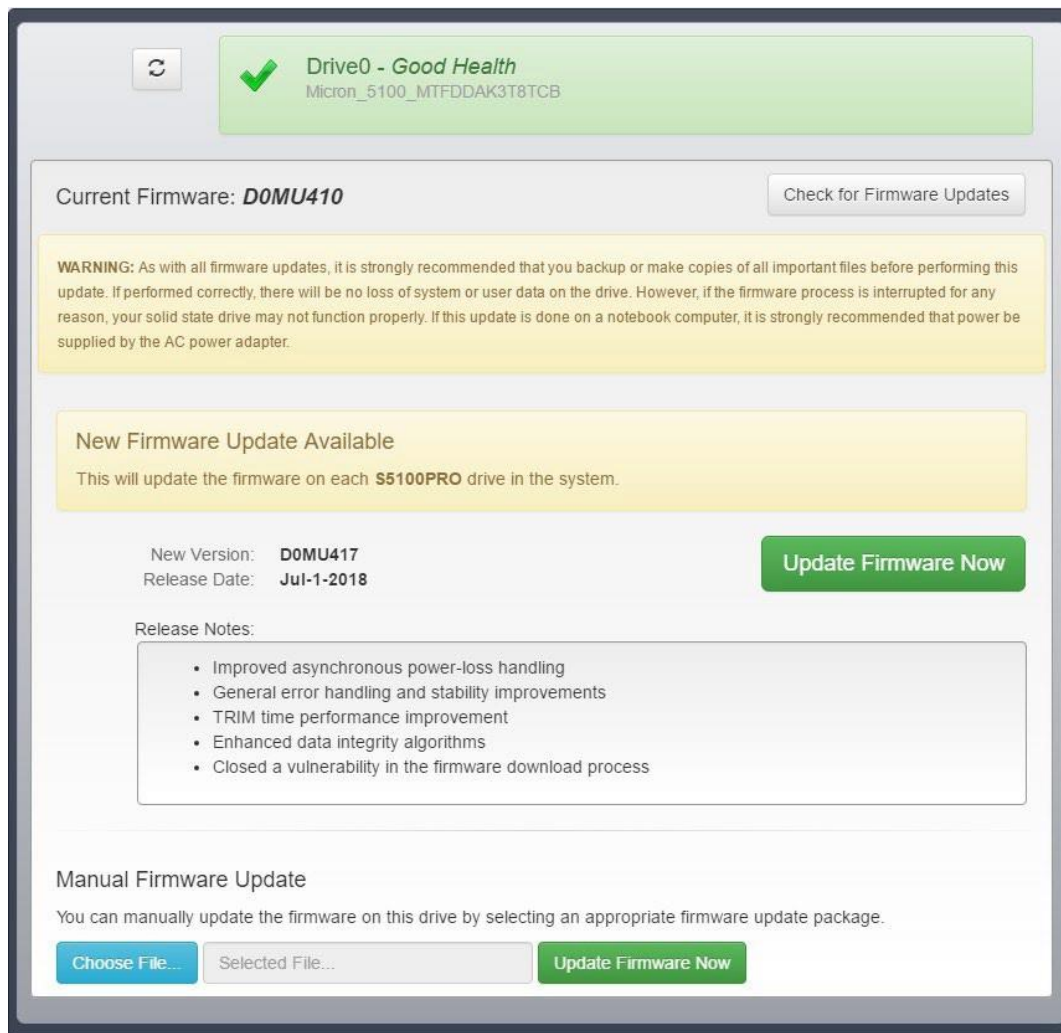 Drive0 - Good Health
Micron_5100_MTFDDAK3T8TCB
Current Firmware: D0MU410
Check for Firmware Updates
WARNING: As with all firmware updates, it is strongly recommended that you backup or make copies of all important files before performing this
update. If performed correctly, there will be no loss of system or user data on the drive. However, if the firmware process is interrupted for any
reason, your solid state drive may not function properly. If this update is done on a notebook computer, it is strongly recommended that power be
supplied by the AC power adapter.
New Firmware Update Available
This will update the firmware on each S5100PRO drive in the system.
New Version: D0MU417
Release Date: Jul-1-2018
Update Firmware Now
Release Notes:
• Improved asynchronous power-loss handling
• General error handling and stability improvements
• TRIM time performance improvement
• Enhanced data integrity algorithms
• Closed a vulnerability in the firmware download process
Manual Firmware Update
You can manually update the firmware on this drive by selecting an appropriate firmware update package.
Choose File... Selected File... Update Firmware Now